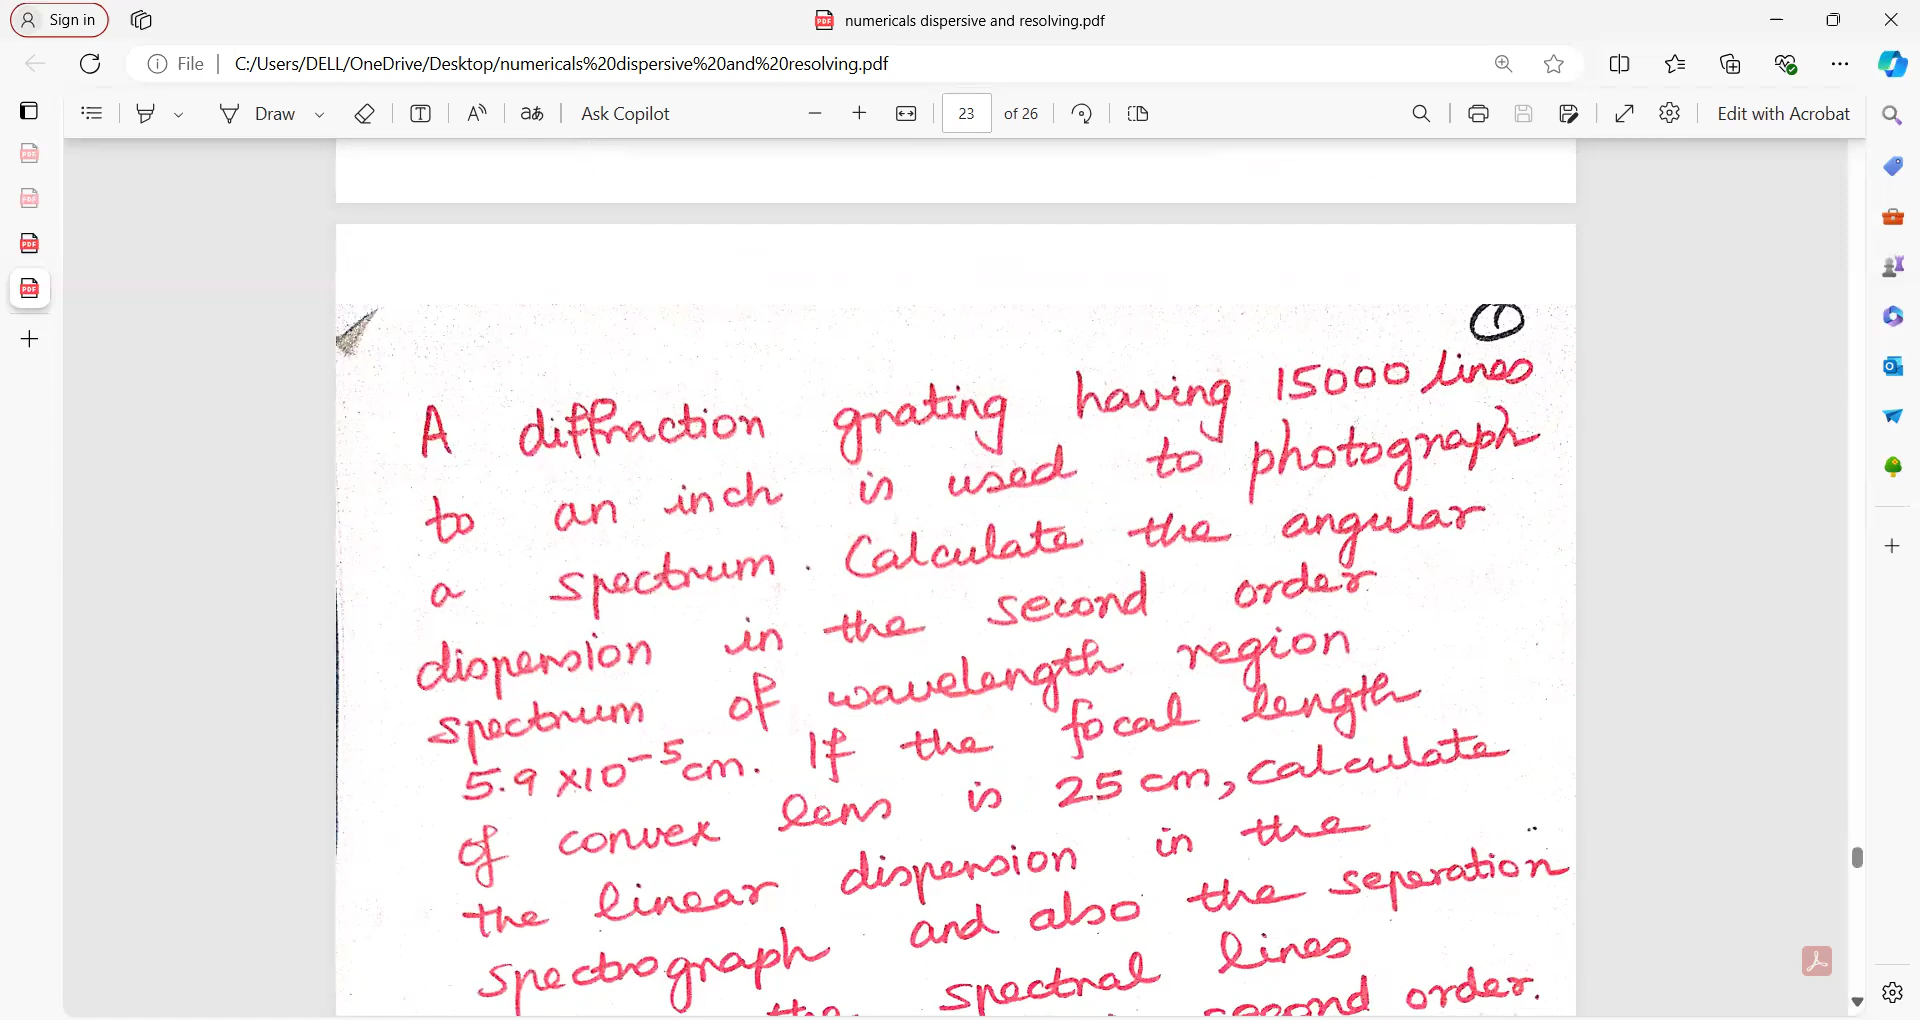 Sign in
numericals dispersive and resolving.pdf
File
C:/Users/DELL/OneDrive/Desktop/numericals%20dispersive%20and%20resolving.pdf
Draw
Ask Copilot
23 of 26
Edit with Acrobat
1
A diffraction grating having 15000 lines
to an inch is used to photograph
a spectrum. Calculate the angular
dispersion in the second order
spectrum of wavelength region
5.9 ×10⁻⁵cm. If the focal length
of convex lens is 25 cm, calculate
the linear dispersion in the
spectrograph and also the seperation
the spectral lines
second order.